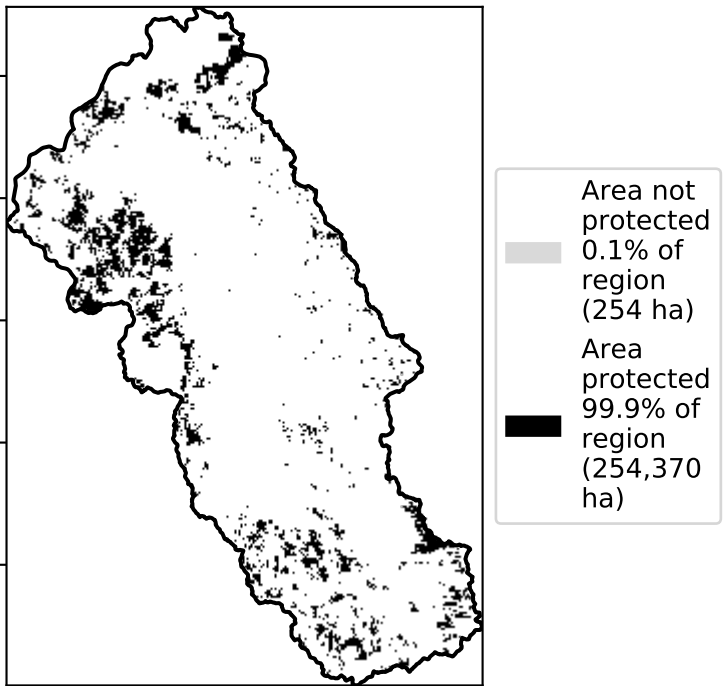 Area not
protected
0.1% of
region
(254 ha)
Area
protected
99.9% of
region
(254,370
ha)